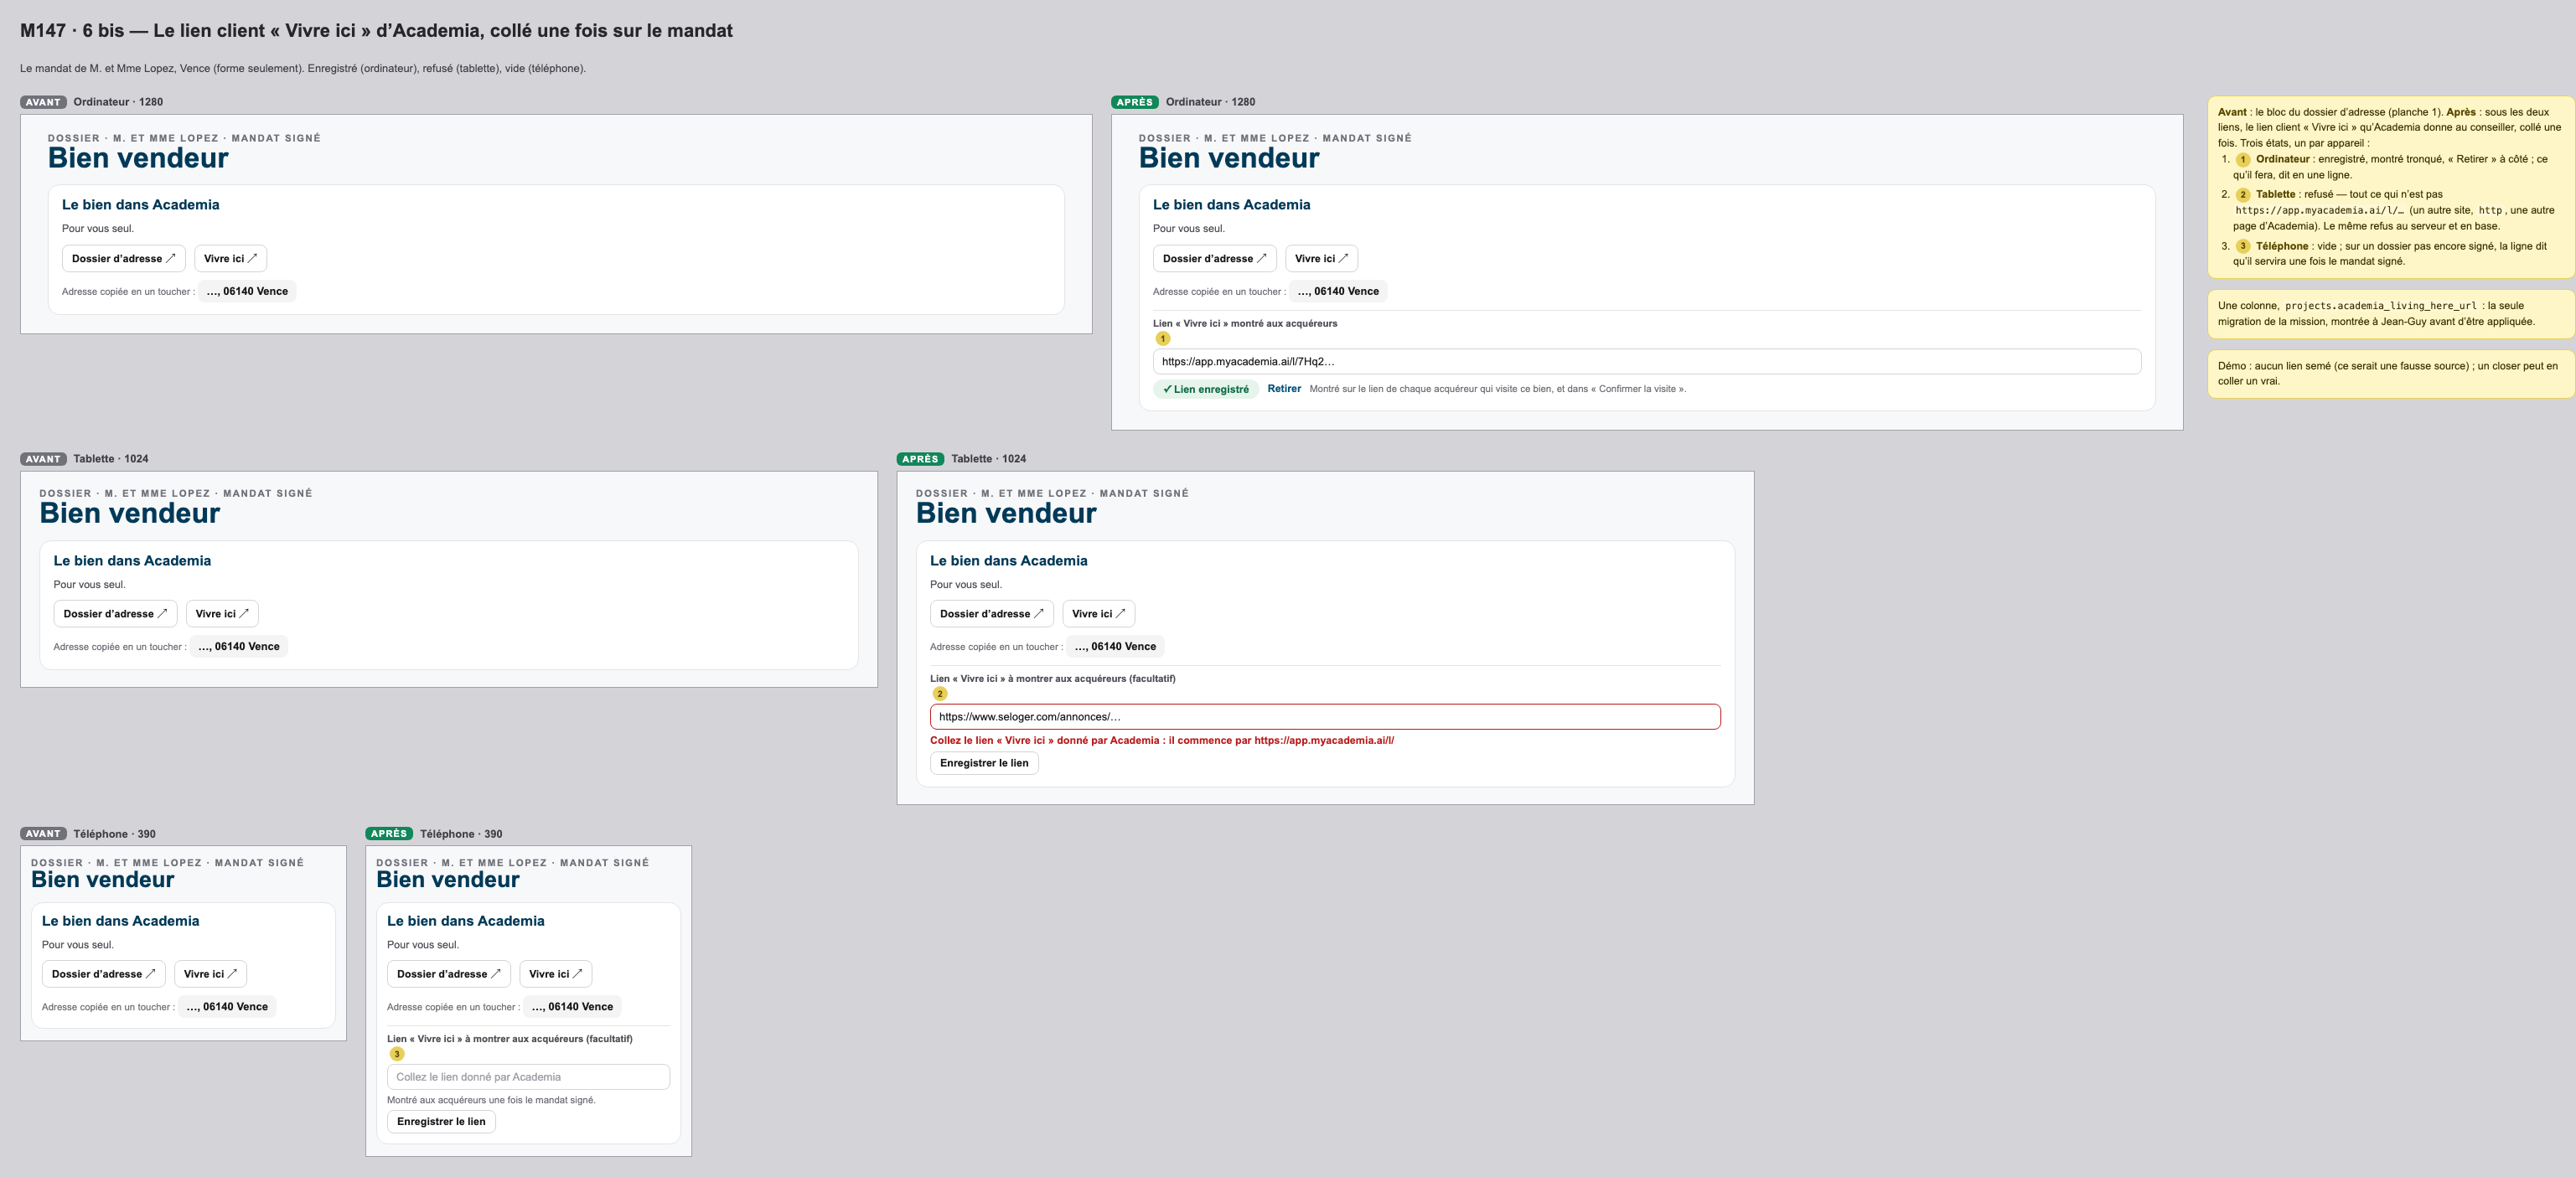 M147 · 6 bis — Le lien client « Vivre ici » d’Academia, collé une fois sur le mandat
Le mandat de M. et Mme Lopez, Vence (forme seulement). Enregistré (ordinateur), refusé (tablette), vide (téléphone).
AVANT Ordinateur · 1280
DOSSIER · M. ET MME LOPEZ · MANDAT SIGNÉ
Bien vendeur
Le bien dans Academia
Pour vous seul.
Dossier d’adresse ↗ Vivre ici ↗
Adresse copiée en un toucher : …, 06140 Vence
APRÈS Ordinateur · 1280
DOSSIER · M. ET MME LOPEZ · MANDAT SIGNÉ
Bien vendeur
Le bien dans Academia
Pour vous seul.
Dossier d’adresse ↗ Vivre ici ↗
Adresse copiée en un toucher : …, 06140 Vence
Lien « Vivre ici » montré aux acquéreurs
1
https://app.myacademia.ai/l/7Hq2…
✓ Lien enregistré Retirer Montré sur le lien de chaque acquéreur qui visite ce bien, et dans « Confirmer la visite ».
Avant : le bloc du dossier d’adresse (planche 1). Après : sous les deux
liens, le lien client « Vivre ici » qu’Academia donne au conseiller, collé une
fois. Trois états, un par appareil :
1. 1 Ordinateur : enregistré, montré tronqué, « Retirer » à côté ; ce
qu’il fera, dit en une ligne.
2. 2 Tablette : refusé — tout ce qui n’est pas
https://app.myacademia.ai/l/… (un autre site, http , une autre
page d’Academia). Le même refus au serveur et en base.
3. 3 Téléphone : vide ; sur un dossier pas encore signé, la ligne dit
qu’il servira une fois le mandat signé.
Une colonne, projects.academia_living_here_url : la seule
migration de la mission, montrée à Jean-Guy avant d’être appliquée.
Démo : aucun lien semé (ce serait une fausse source) ; un closer peut en
coller un vrai.
AVANT Tablette · 1024
DOSSIER · M. ET MME LOPEZ · MANDAT SIGNÉ
Bien vendeur
Le bien dans Academia
Pour vous seul.
Dossier d’adresse ↗ Vivre ici ↗
Adresse copiée en un toucher : …, 06140 Vence
APRÈS Tablette · 1024
DOSSIER · M. ET MME LOPEZ · MANDAT SIGNÉ
Bien vendeur
Le bien dans Academia
Pour vous seul.
Dossier d’adresse ↗ Vivre ici ↗
Adresse copiée en un toucher : …, 06140 Vence
Lien « Vivre ici » à montrer aux acquéreurs (facultatif)
2
https://www.seloger.com/annonces/…
Collez le lien « Vivre ici » donné par Academia : il commence par https://app.myacademia.ai/l/
Enregistrer le lien
AVANT Téléphone · 390
DOSSIER · M. ET MME LOPEZ · MANDAT SIGNÉ
Bien vendeur
Le bien dans Academia
Pour vous seul.
Dossier d’adresse ↗ Vivre ici ↗
Adresse copiée en un toucher : …, 06140 Vence
APRÈS Téléphone · 390
DOSSIER · M. ET MME LOPEZ · MANDAT SIGNÉ
Bien vendeur
Le bien dans Academia
Pour vous seul.
Dossier d’adresse ↗ Vivre ici ↗
Adresse copiée en un toucher : …, 06140 Vence
Lien « Vivre ici » à montrer aux acquéreurs (facultatif)
3
Collez le lien donné par Academia
Montré aux acquéreurs une fois le mandat signé.
Enregistrer le lien